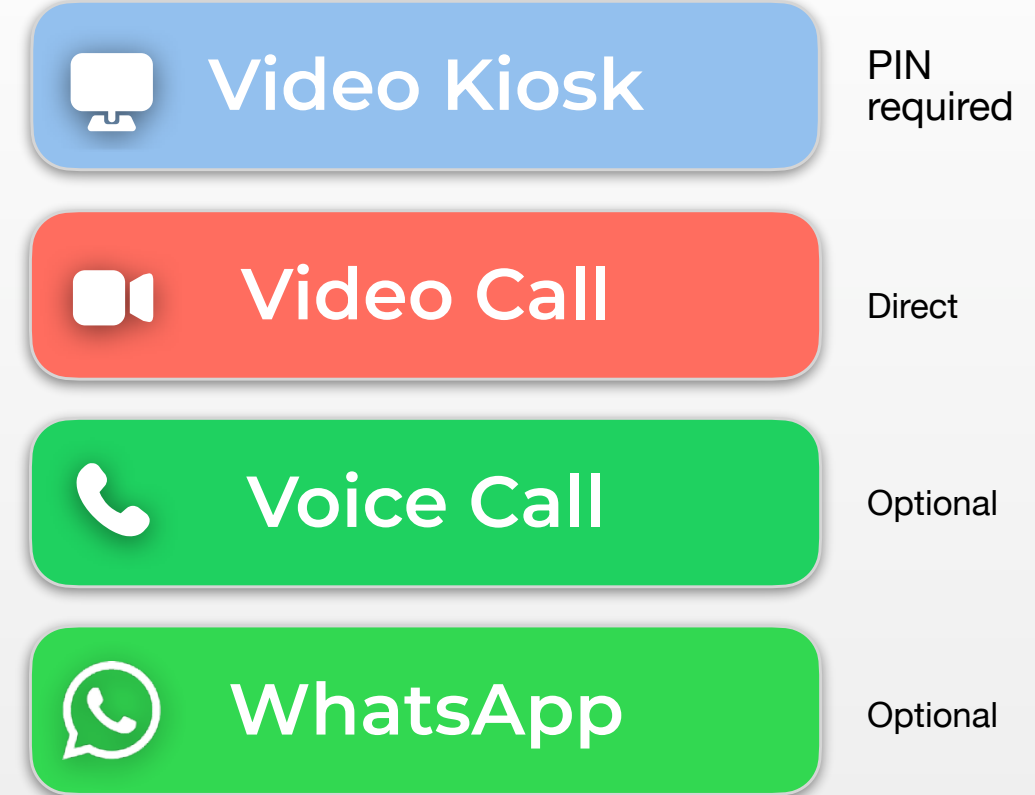 Video Kiosk
PIN
required
Video Call
Direct
Voice Call
Optional
WhatsApp
Optional